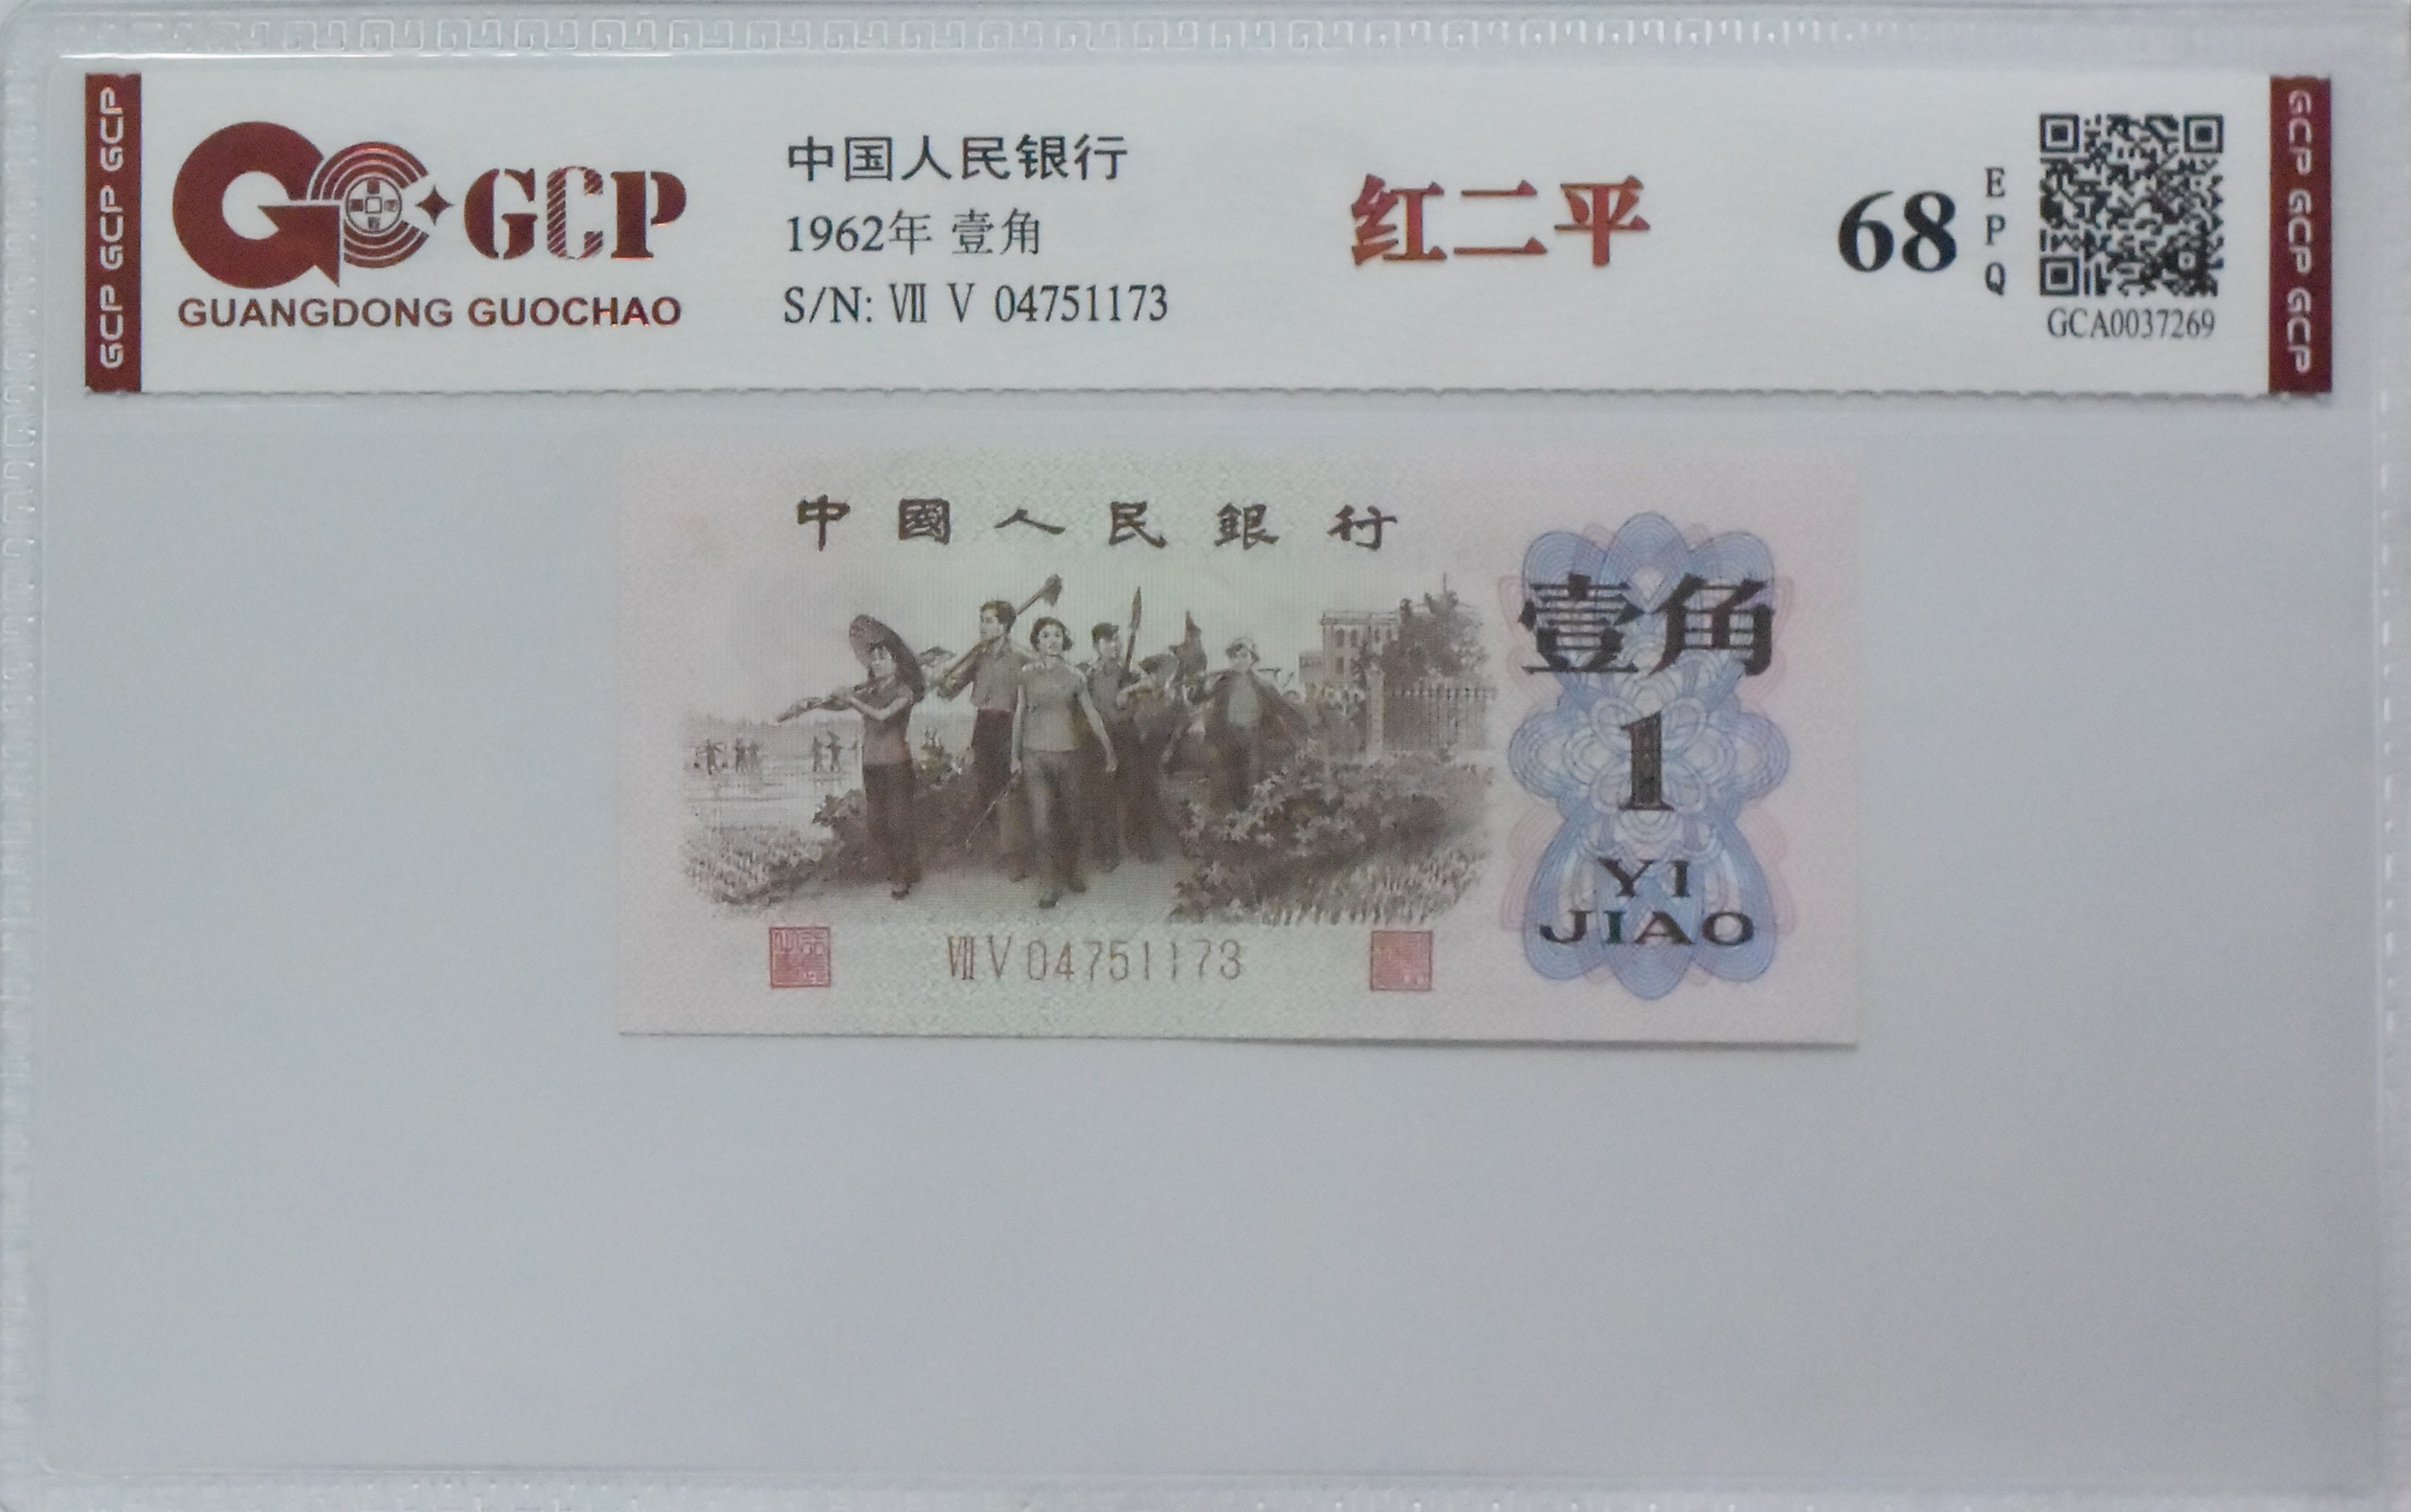 GCP GCP GCP
GCP
GUANGDONG GUOCHAO
中国人民银行
1962年 壹角
S/N: Ⅶ Ⅴ 04751173
红二平
68
EPQ
GCA0037269
GCP GCP GCP GCP
中國人民銀行
壹角
1
YI
JIAO
Ⅶ Ⅴ 04751173